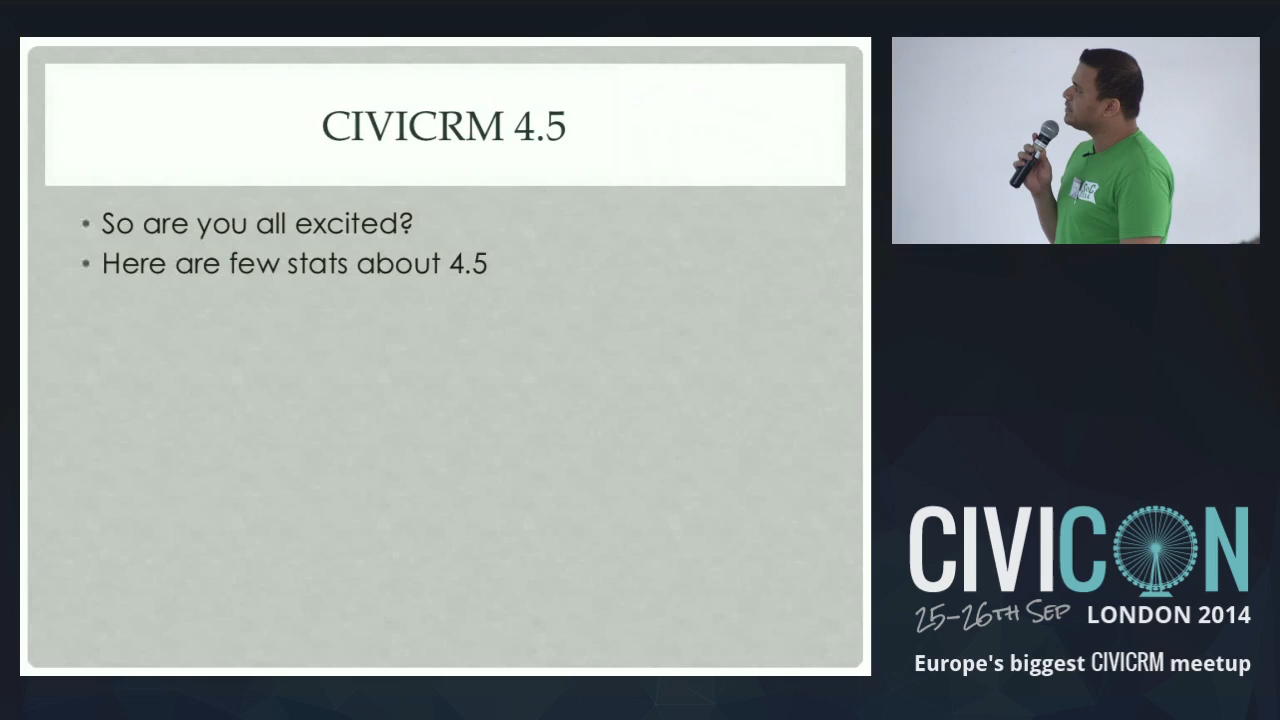 CIVICRM 4.5
• So are you all excited?
• Here are few stats about 4.5
CIVICON
25-26TH SEP LONDON 2014
Europe's biggest CIVICRM meetup